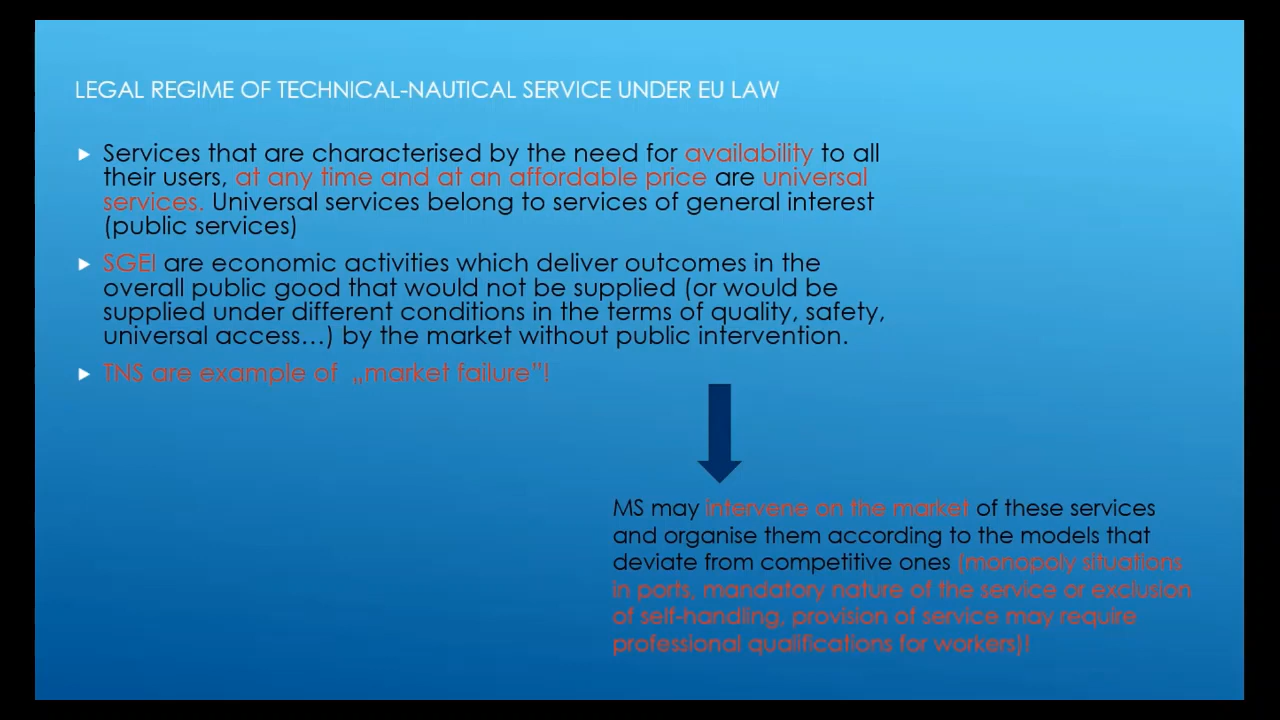 LEGAL REGIME OF TECHNICAL-NAUTICAL SERVICE UNDER EU LAW
Services that are characterised by the need for availability to all
their users, at any time and at an affordable price are universal
services. Universal services belong to services of general interest
(public services)
SGEI are economic activities which deliver outcomes in the
overall public good that would not be supplied (or would be
supplied under different conditions in the terms of quality, safety,
universal access…) by the market without public intervention.
TNS are example of „market failure”!
MS may intervene on the market of these services
and organise them according to the models that
deviate from competitive ones (monopoly situations
in ports, mandatory nature of the service or exclusion
of self-handling, provision of service may require
professional qualifications for workers)!